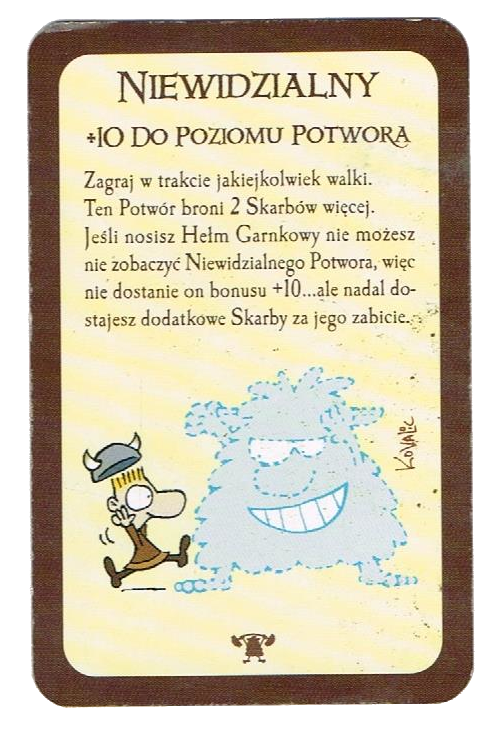 Niewidzialny
+10 Do Poziomu Potwora
Zagraj w trakcie jakiejkolwiek walki.
Ten Potwór broni 2 Skarbów więcej.
Jeśli nosisz Hełm Garnkowy nie możesz
nie zobaczyć Niewidzialnego Potwora, więc
nie dostanie on bonusu +10...ale nadal do-
stajesz dodatkowe Skarby za jego zabicie.
Kovalic